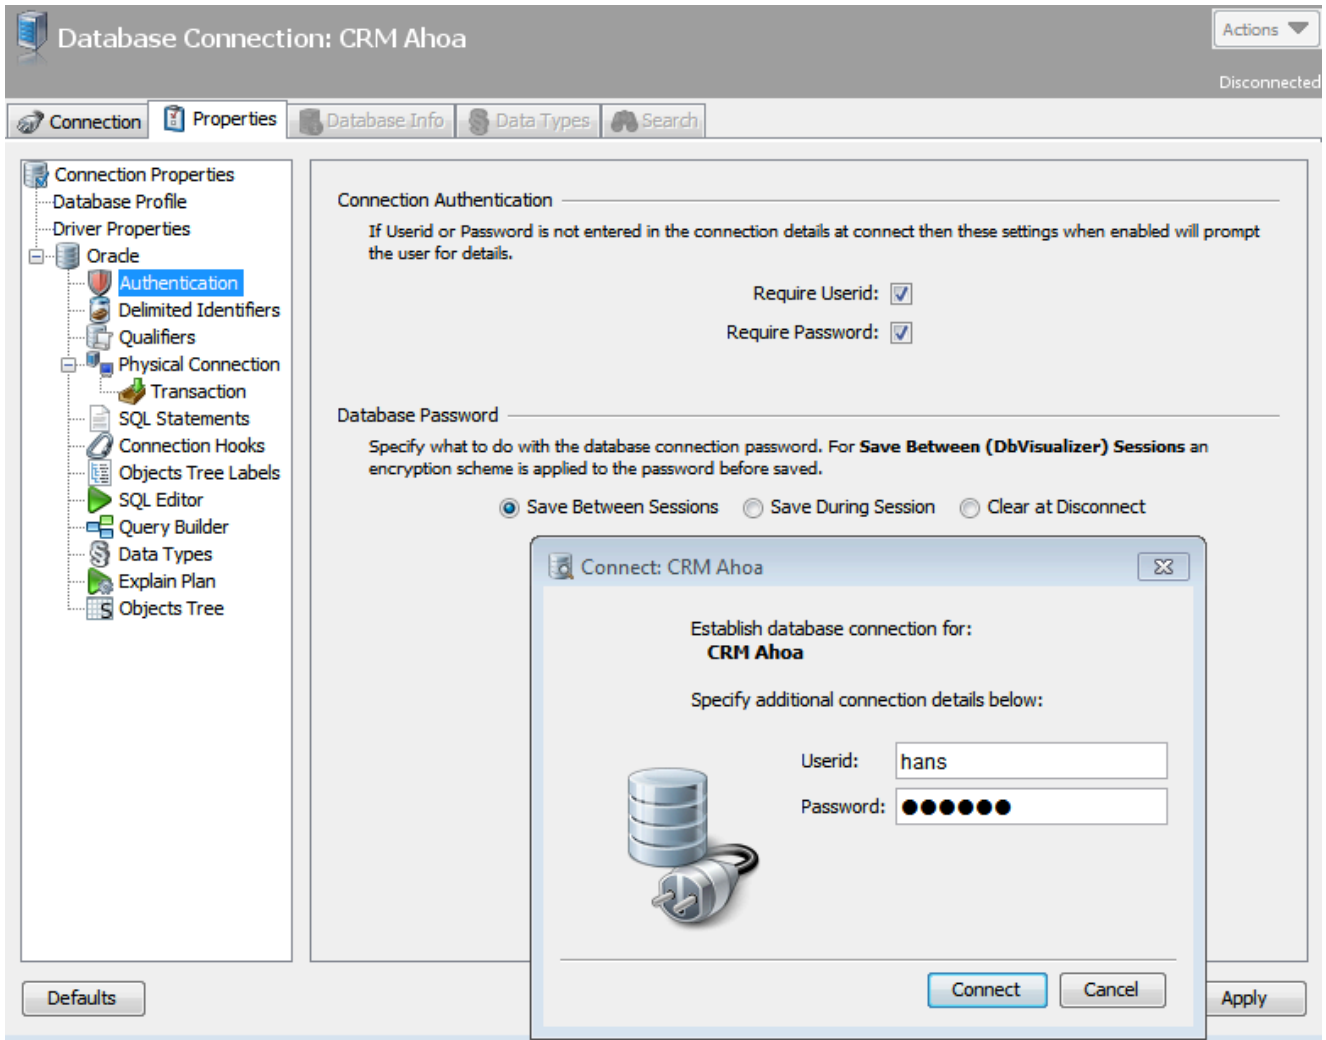 Database Connection: CRM Ahoa
Actions
Disconnected
Connection
Properties
Database Info
Data Types
Search
Connection Properties
Database Profile
Driver Properties
Oracle
Authentication
Delimited Identifiers
Qualifiers
Physical Connection
Transaction
SQL Statements
Connection Hooks
Objects Tree Labels
SQL Editor
Query Builder
Data Types
Explain Plan
Objects Tree
Connection Authentication
If Userid or Password is not entered in the connection details at connect then these settings when enabled will prompt
the user for details.
Require Userid:
Require Password:
Database Password
Specify what to do with the database connection password. For Save Between (DbVisualizer) Sessions an
encryption scheme is applied to the password before saved.
Save Between Sessions
Save During Session
Clear at Disconnect
Connect: CRM Ahoa
Establish database connection for:
CRM Ahoa
Specify additional connection details below:
Userid: hans
Password: ●●●●●●
Connect
Cancel
Defaults
Apply